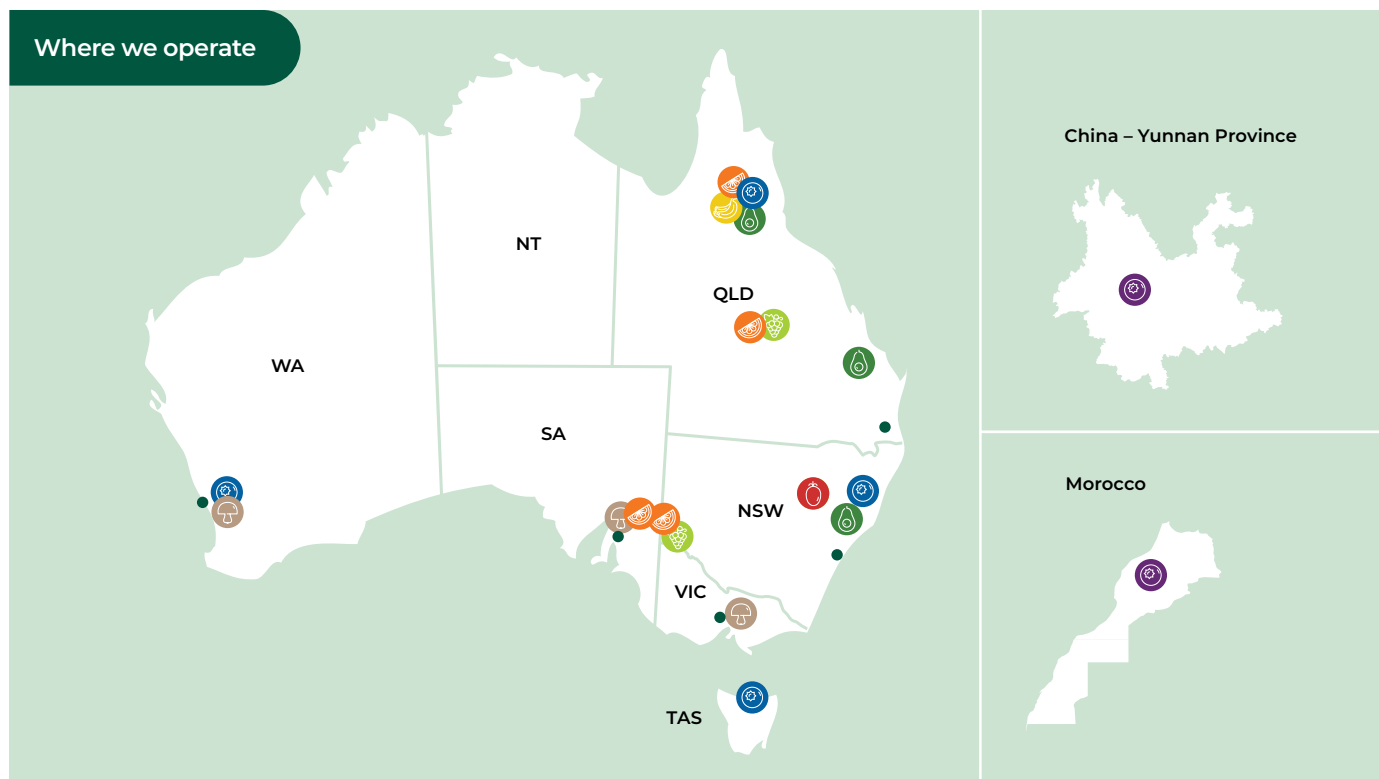 Where we operate
NT
QLD
WA
SA
NSW
VIC
TAS
China – Yunnan Province
Morocco